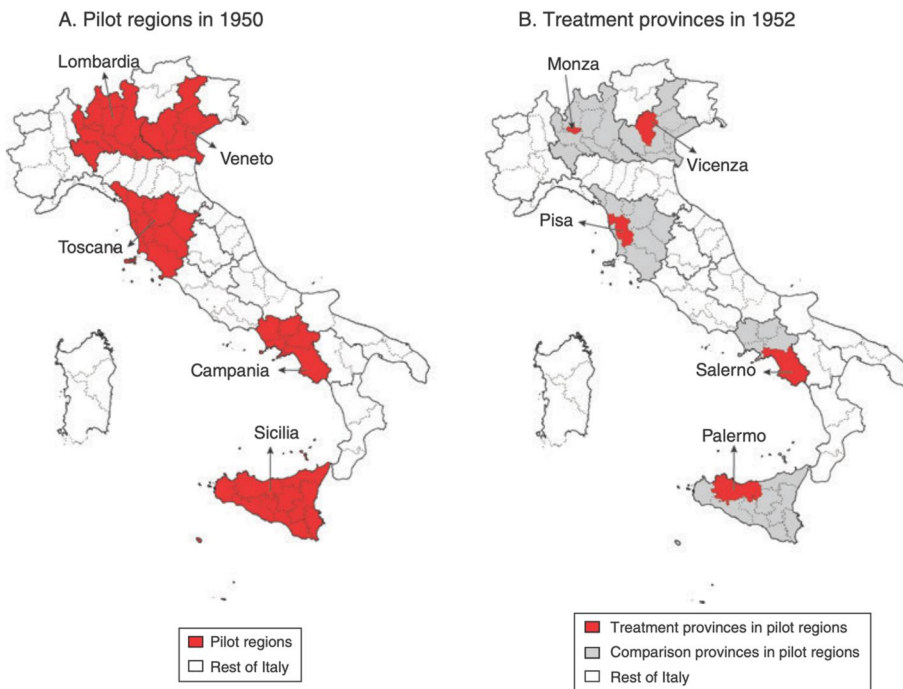 A. Pilot regions in 1950
Lombardia
Veneto
Toscana
Campania
Sicilia
Pilot regions
Rest of Italy
B. Treatment provinces in 1952
Monza
Vicenza
Pisa
Salerno
Palermo
Treatment provinces in pilot regions
Comparison provinces in pilot regions
Rest of Italy